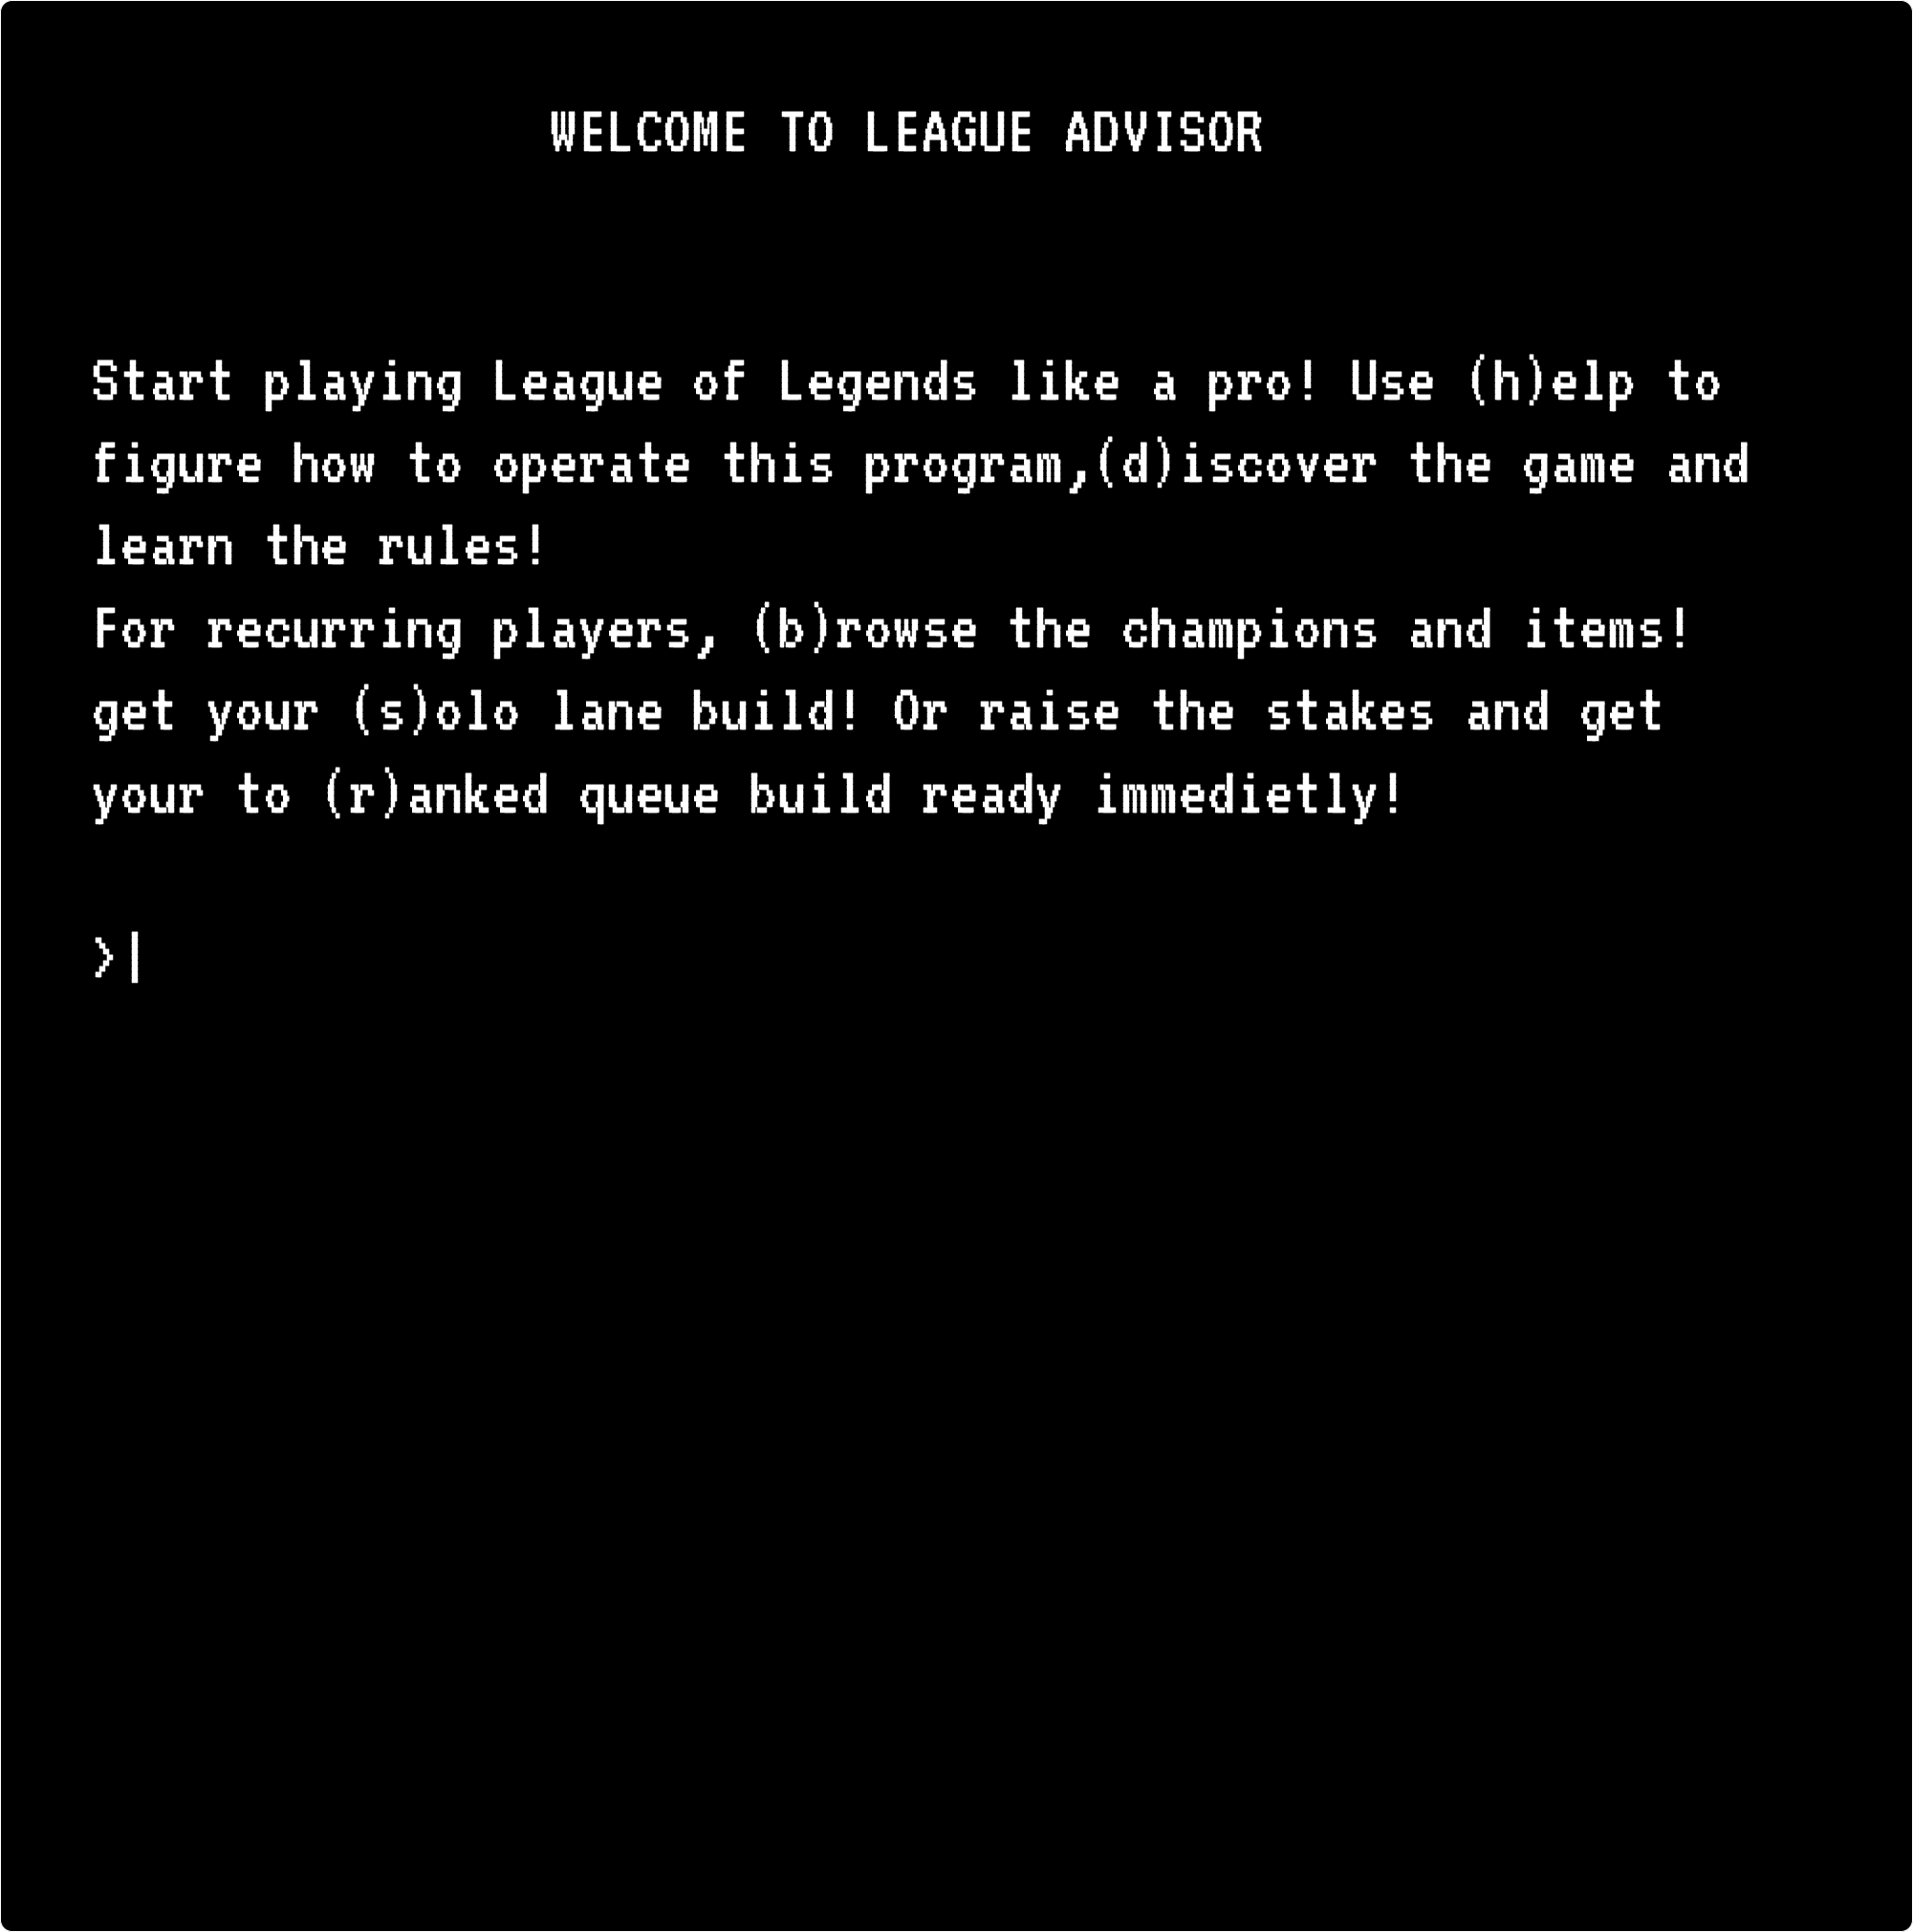 WELCOME TO LEAGUE ADVISOR
Start playing League of Legends like a pro! Use (h)elp to
figure how to operate this program,(d)iscover the game and
learn the rules!
For recurring players, (b)rowse the champions and items!
get your (s)olo lane build! Or raise the stakes and get
your to (r)anked queue build ready immedietly!
>|